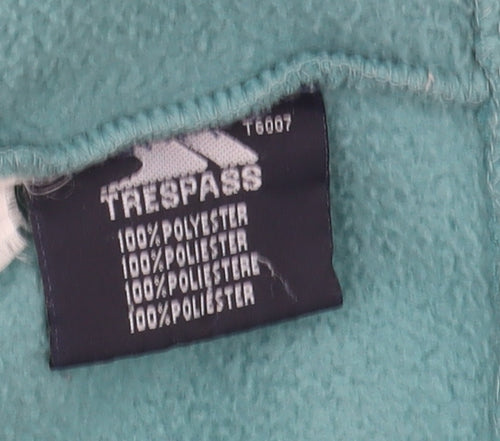 T6007
TRESPASS
100% POLYESTER
100% POLIESTER
100% POLIESTERE
100% POLIÉSTER